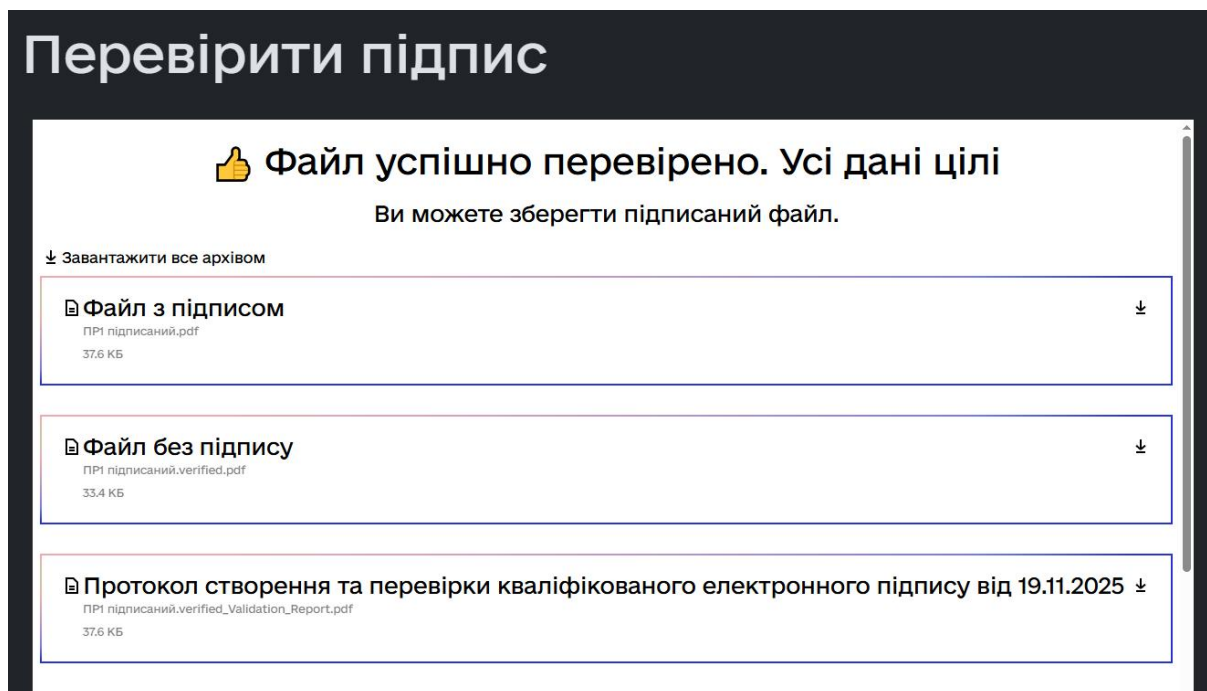 Перевірити підпис
👍 Файл успішно перевірено. Усі дані цілі
Ви можете зберегти підписаний файл.
Завантажити все архівом
Файл з підписом
ПР1 підписаний.pdf
37.6 КБ
Файл без підпису
ПР1 підписаний.verified.pdf
33.4 КБ
Протокол створення та перевірки кваліфікованого електронного підпису від 19.11.2025
ПР1 підписаний.verified_Validation_Report.pdf
37.6 КБ